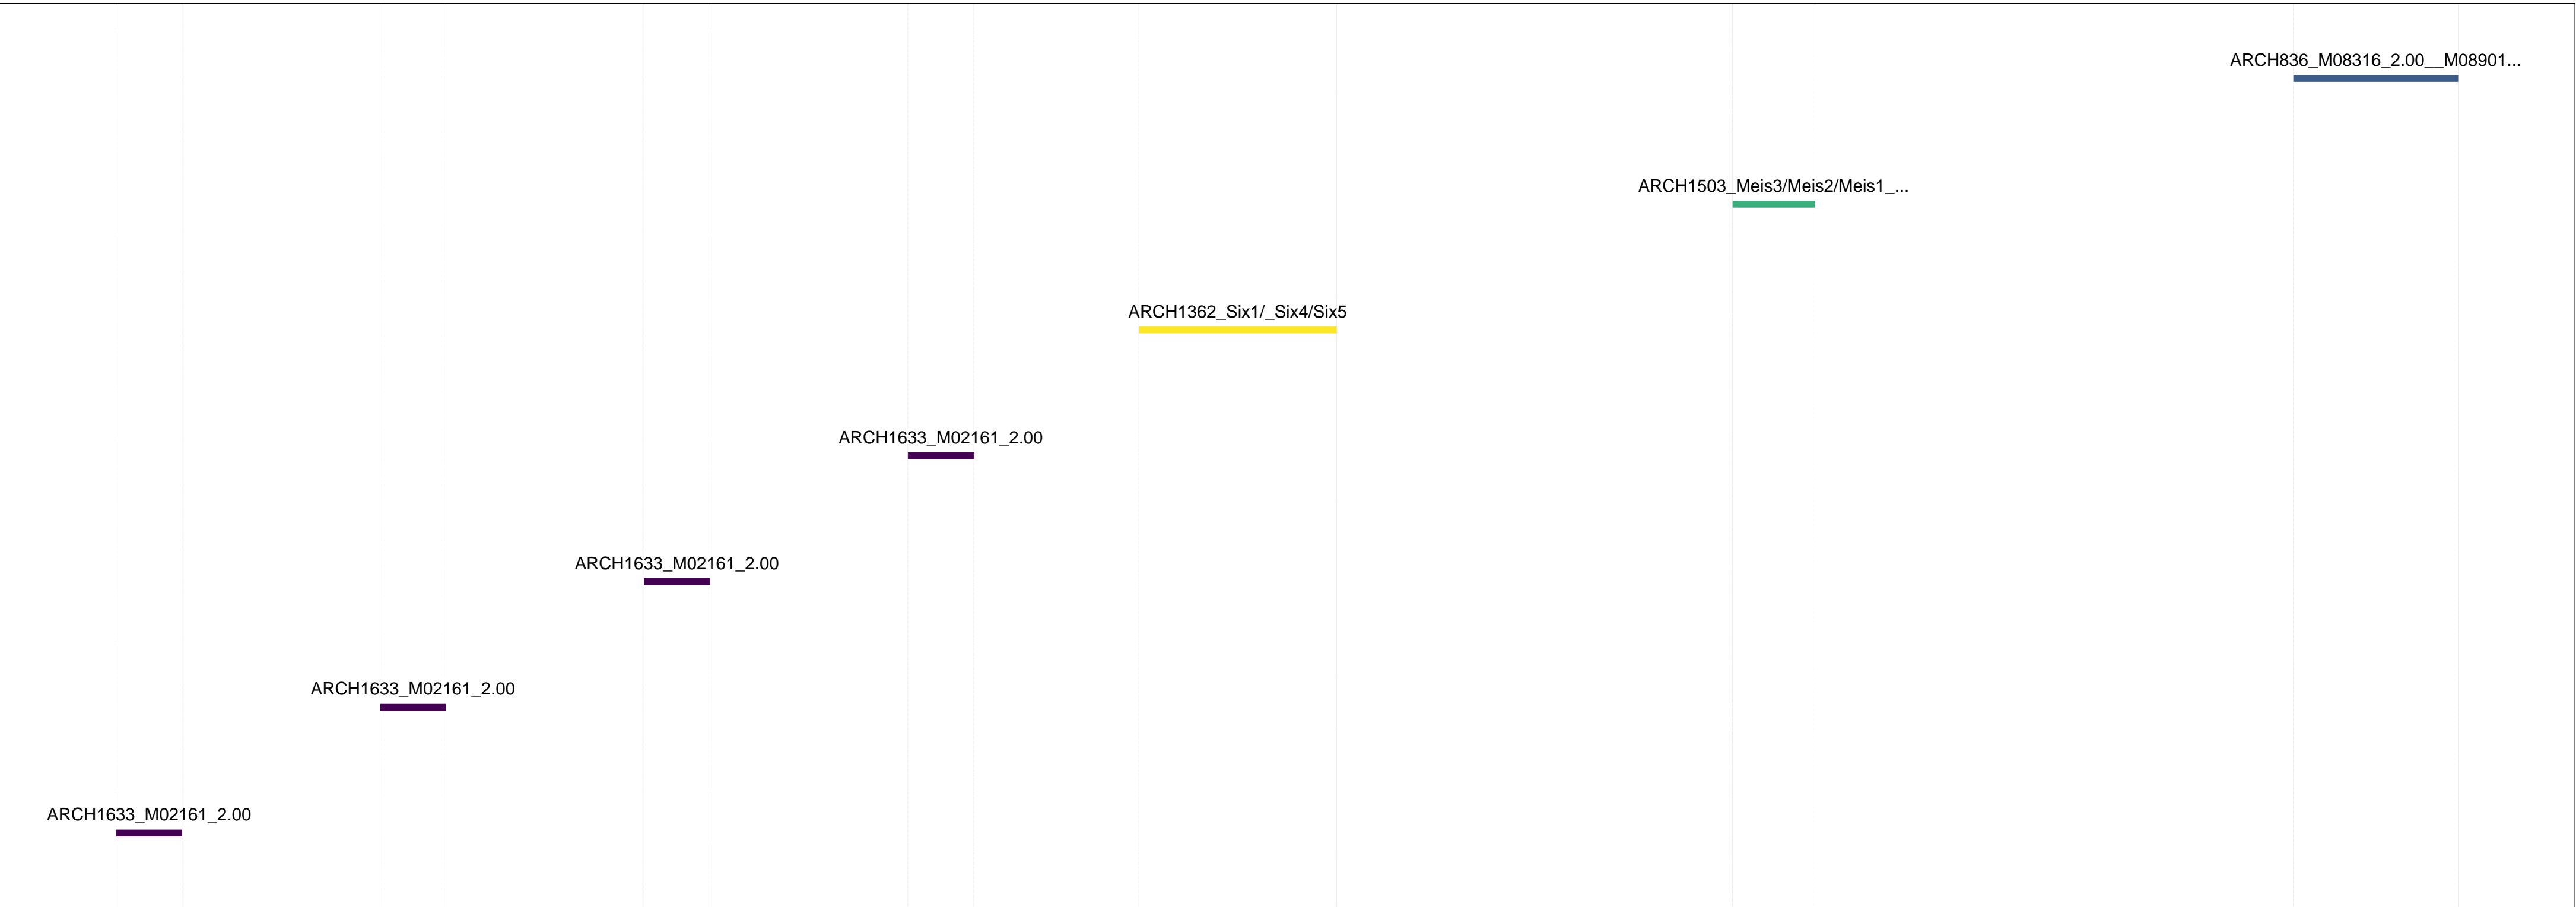 ARCH836_M08316_2.00__M08901...
ARCH1503_Meis3/Meis2/Meis1_...
ARCH1362_Six1/_Six4/Six5
ARCH1633_M02161_2.00
ARCH1633_M02161_2.00
ARCH1633_M02161_2.00
ARCH1633_M02161_2.00